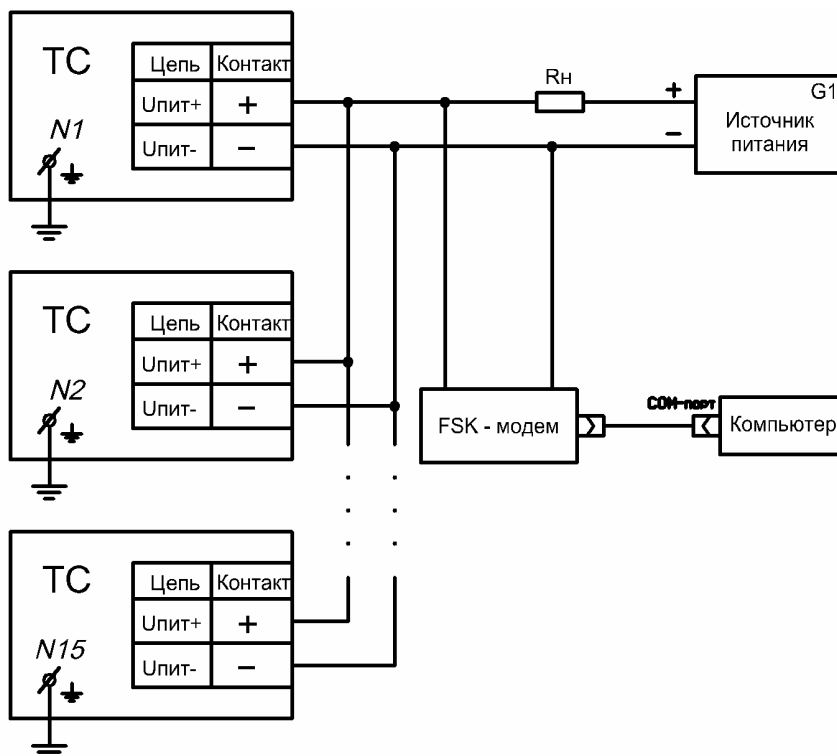 ТС
Цепь Контакт
Uпит+ +
Uпит- −
N1
Rн
+
−
G1
Источник
питания
ТС
Цепь Контакт
Uпит+ +
Uпит- −
N2
FSK - модем
COM-порт
Компьютер
ТС
Цепь Контакт
Uпит+ +
Uпит- −
N15